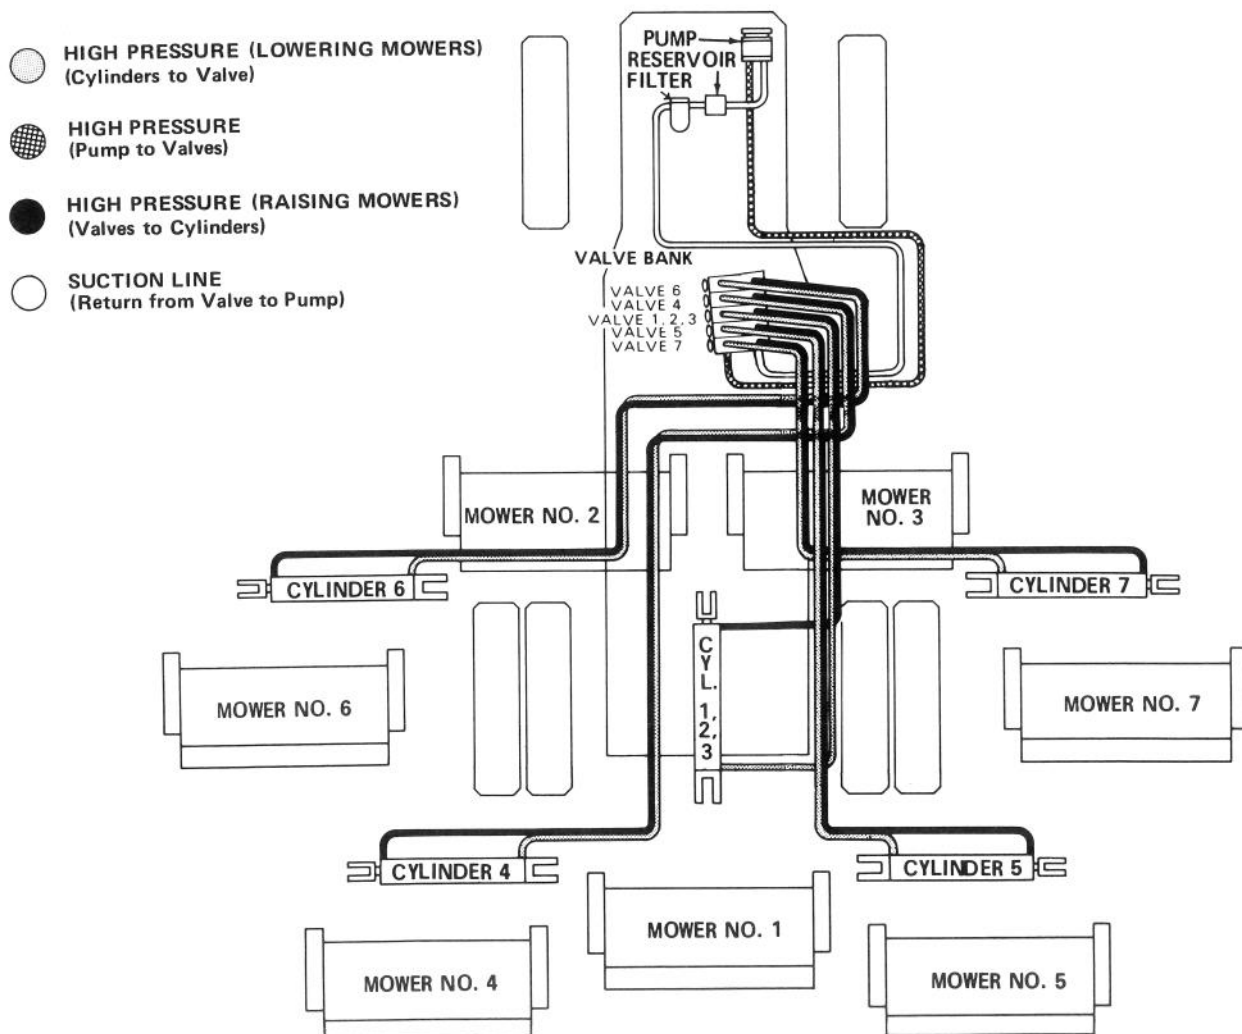 HIGH PRESSURE (LOWERING MOWERS)
(Cylinders to Valve)
HIGH PRESSURE
(Pump to Valves)
HIGH PRESSURE (RAISING MOWERS)
(Valves to Cylinders)
SUCTION LINE
(Return from Valve to Pump)
PUMP
RESERVOIR
FILTER
VALVE BANK
VALVE 6
VALVE 4
VALVE 1, 2, 3
VALVE 5
VALVE 7
MOWER NO. 2
MOWER
NO. 3
CYLINDER 6
CYLINDER 7
CYL. 1, 2, 3
MOWER NO. 6
MOWER NO. 7
CYLINDER 4
CYLINDER 5
MOWER NO. 1
MOWER NO. 4
MOWER NO. 5